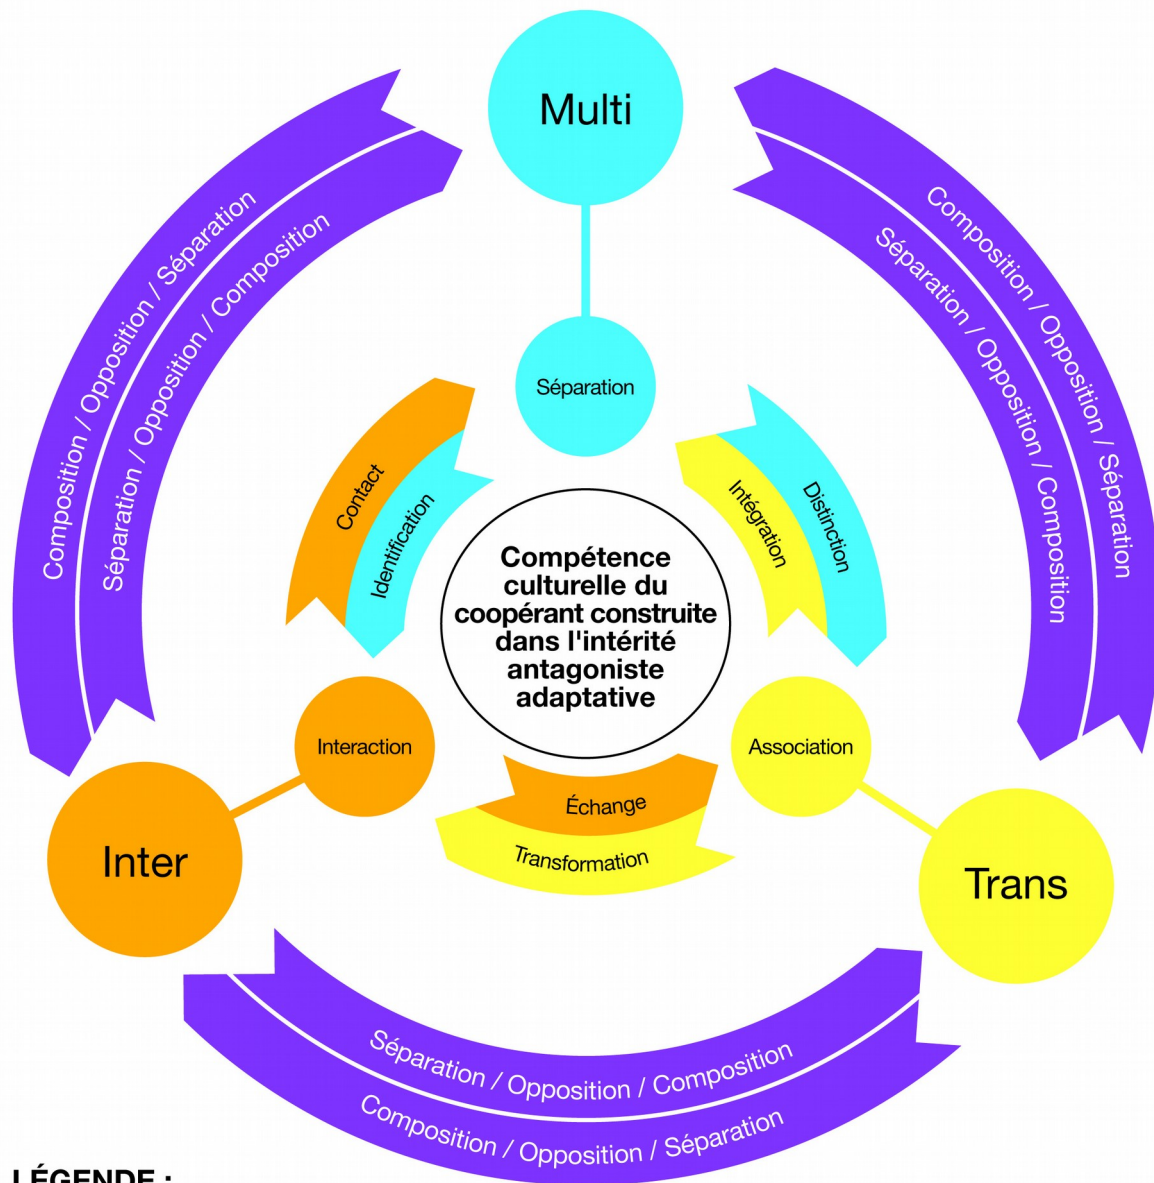 Multi
Composition / Opposition / Séparation
Séparation / Opposition / Composition
Composition / Opposition / Séparation
Séparation / Opposition / Composition
Séparation
Contact
Identification
Intégration
Distinction
Compétence
culturelle du
coopérant construite
dans l'intérité
antagoniste
adaptative
Interaction
Association
Échange
Transformation
Inter
Trans
Séparation / Opposition / Composition
Composition / Opposition / Séparation
LÉGENDE :